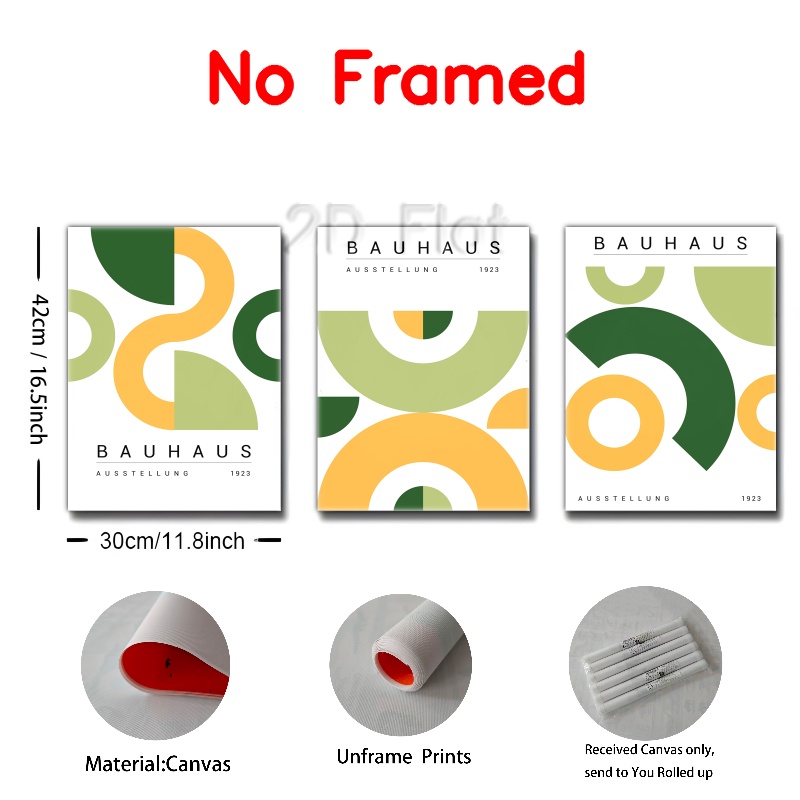 No Framed
2D Flat
BAUHAUS
AUSSTELLUNG 1923
BAUHAUS
AUSSTELLUNG 1923
BAUHAUS
AUSSTELLUNG 1923
42cm / 16.5inch
30cm/11.8inch
Material:Canvas
Unframe Prints
Received Canvas only,
send to You Rolled up